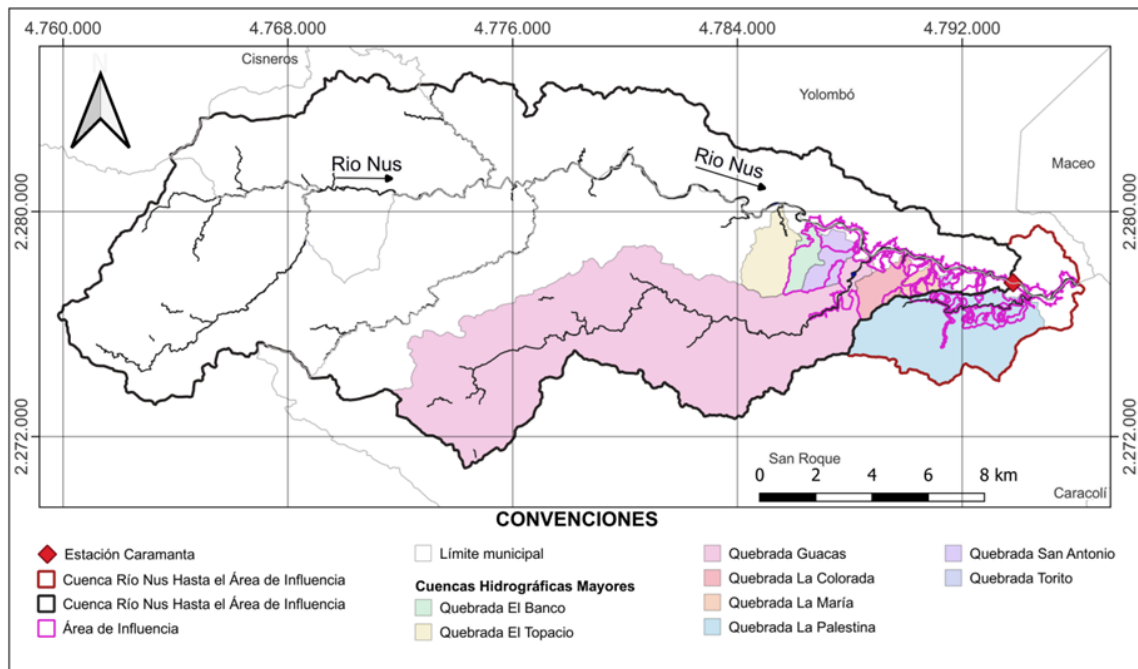 4.760.000 4.768.000 4.776.000 4.784.000 4.792.000
Cisneros
N
Yolombó
Rio Nus
Rio Nus
Maceo
2.280.000 2.280.000
2.272.000 2.272.000
San Roque
0 2 4 6 8 km
Caracolí
CONVENCIONES
Estación Caramanta
Cuenca Río Nus Hasta el Área de Influencia
Cuenca Río Nus Hasta el Área de Influencia
Área de Influencia
Límite municipal
Cuencas Hidrográficas Mayores
Quebrada El Banco
Quebrada El Topacio
Quebrada Guacas
Quebrada La Colorada
Quebrada La María
Quebrada La Palestina
Quebrada San Antonio
Quebrada Torito